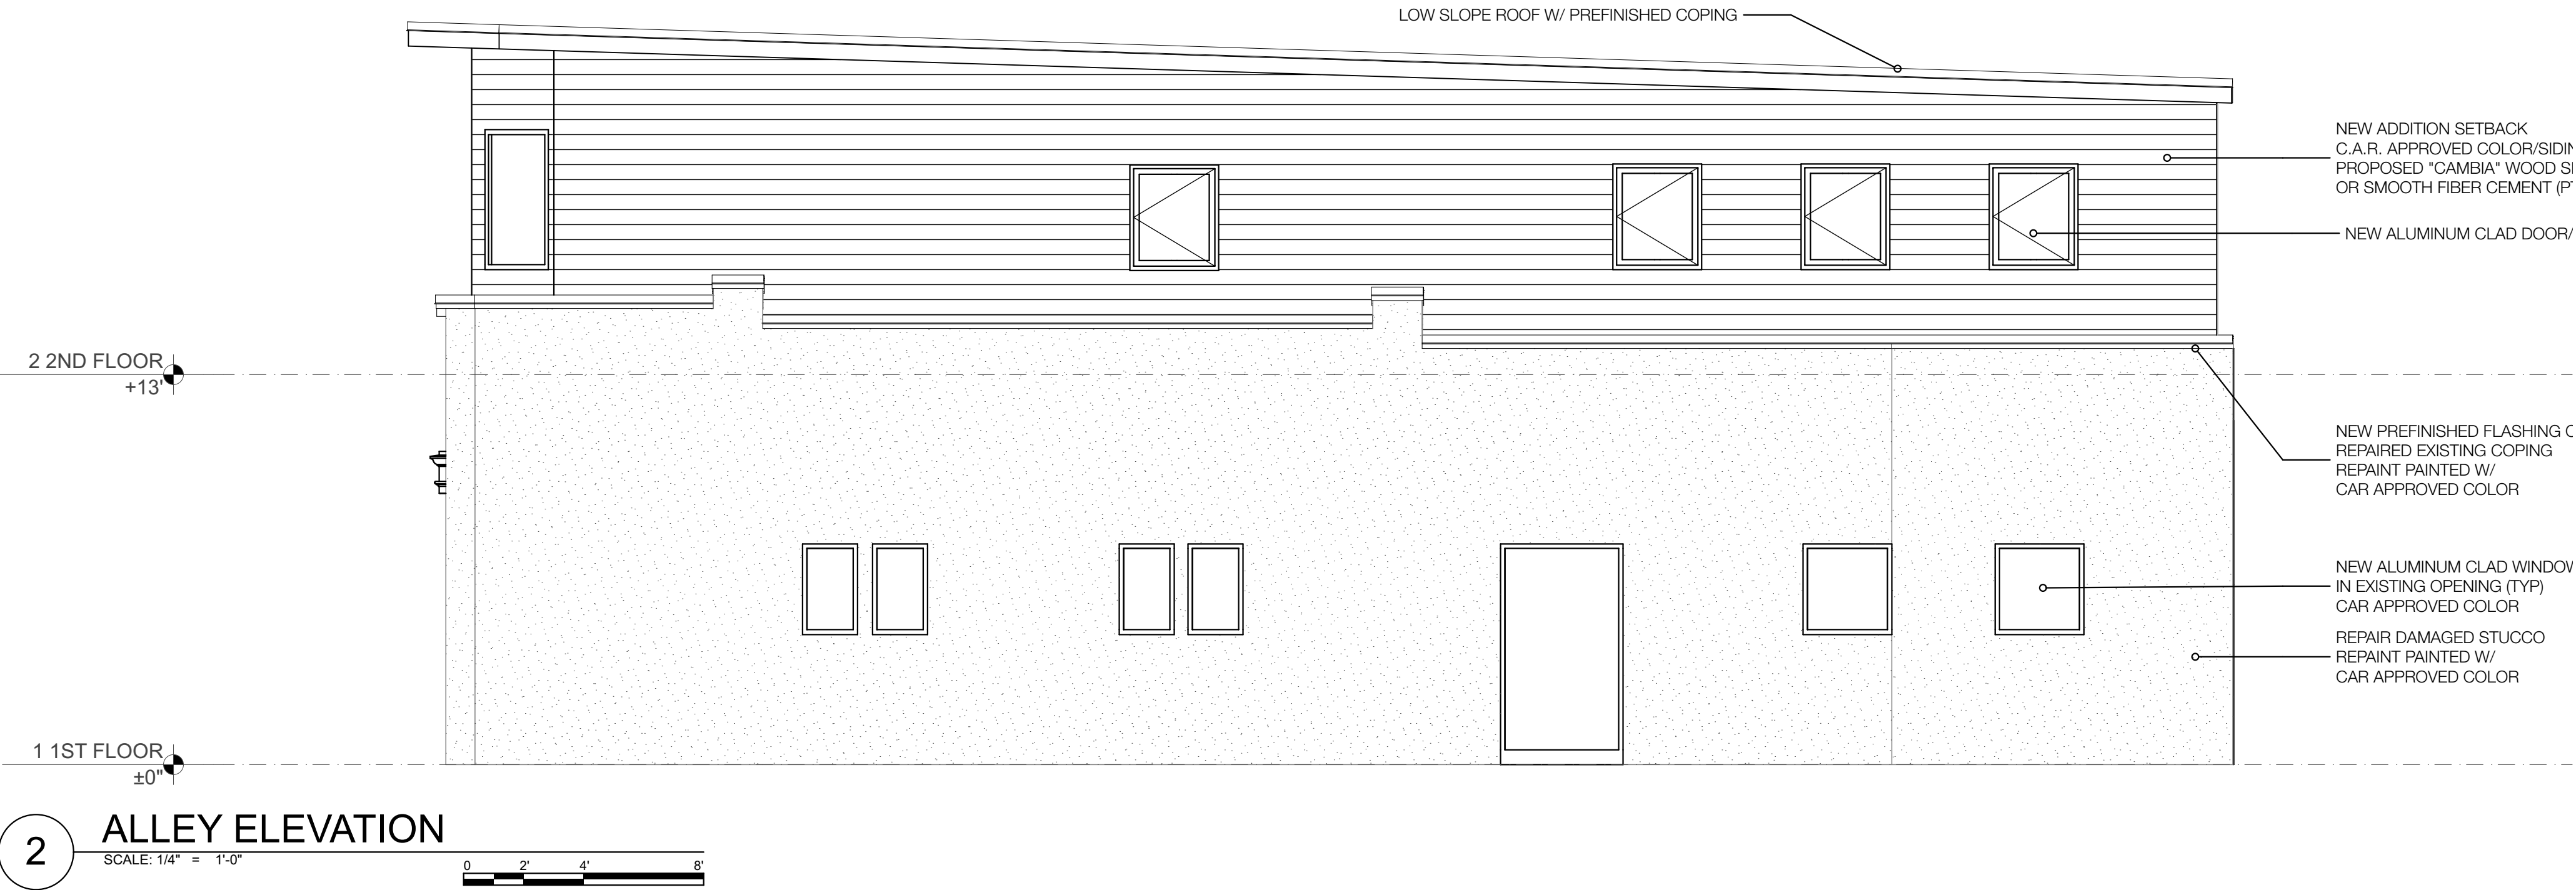 LOW SLOPE ROOF W/ PREFINISHED COPING
NEW ADDITION SETBACK
C.A.R. APPROVED COLOR/SIDIN
PROPOSED "CAMBIA" WOOD
OR SMOOTH FIBER CEMENT
NEW ALUMINUM CLAD DOOR/
2 2ND FLOOR
+13'
NEW PREFINISHED FLASHING
REPAIRED EXISTING COPING
REPAINT PAINTED W/
CAR APPROVED COLOR
NEW ALUMINUM CLAD WINDOW
IN EXISTING OPENING (TYP)
CAR APPROVED COLOR
REPAIR DAMAGED STUCCO
REPAINT PAINTED W/
CAR APPROVED COLOR
1 1ST FLOOR
±0"
2
ALLEY ELEVATION
SCALE: 1/4" = 1'-0"
0 2' 4' 8'